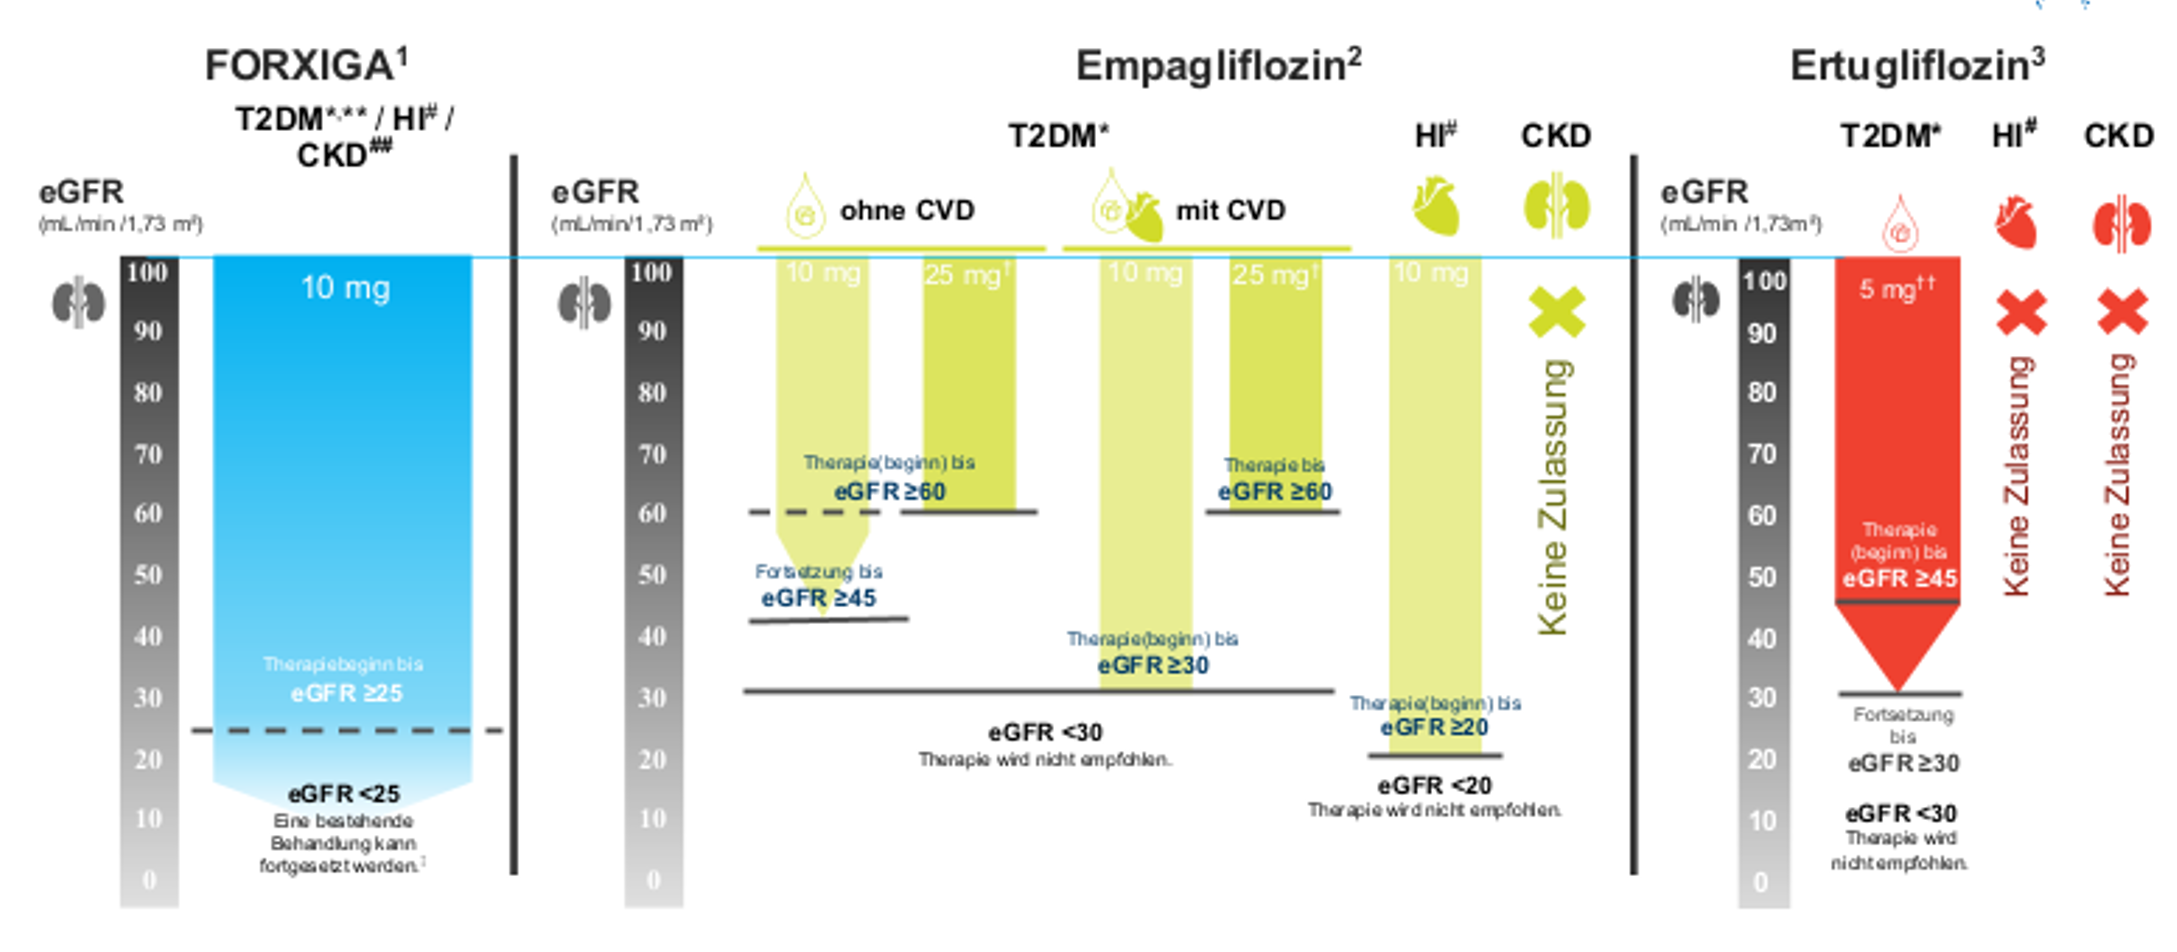 FORXIGA¹
T2DM*,** / HI# /
CKD##
eGFR
(mL/min /1,73 m²)
100
90
80
70
60
50
40
30
20
10
0
10 mg
Therapiebeginn bis
eGFR ≥25
eGFR <25
Eine bestehende
Behandlung kann
fortgesetzt werden.‡
Empagliflozin²
T2DM*
HI#
CKD
eGFR
(mL/min/1,73 m²)
ohne CVD
mit CVD
100
90
80
70
60
50
40
30
20
10
0
10 mg
25 mg†
10 mg
25 mg†
10 mg
Therapie(beginn) bis
eGFR ≥60
Therapie bis
eGFR ≥60
Fortsetzung bis
eGFR ≥45
Therapie(beginn) bis
eGFR ≥30
eGFR <30
Therapie wird nicht empfohlen.
Therapie(beginn) bis
eGFR ≥20
eGFR <20
Therapie wird nicht empfohlen.
Keine Zulassung
Ertugliflozin³
T2DM*
HI#
CKD
eGFR
(mL/min /1,73m²)
100
90
80
70
60
50
40
30
20
10
0
5 mg††
Therapie
(beginn) bis
eGFR ≥45
Fortsetzung
bis
eGFR ≥30
eGFR <30
Therapie wird
nicht empfohlen.
Keine Zulassung
Keine Zulassung